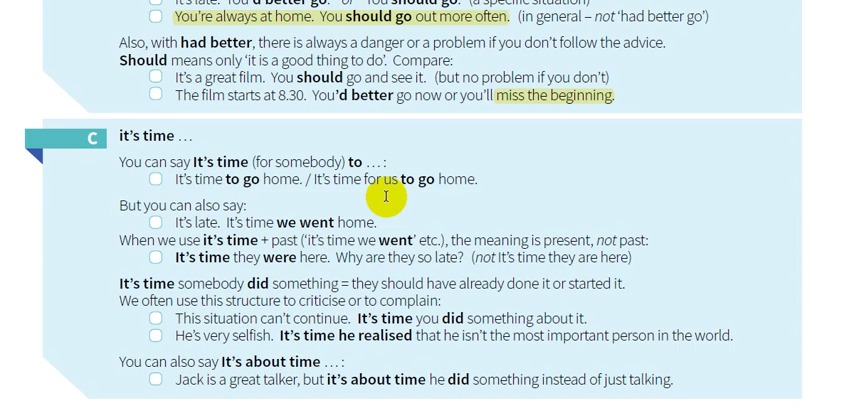 It's late. You'd better go. or You should go. (a specific situation)
You're always at home. You should go out more often. (in general – not 'had better go')
Also, with had better, there is always a danger or a problem if you don't follow the advice.
Should means only 'it is a good thing to do'. Compare:
It's a great film. You should go and see it. (but no problem if you don't)
The film starts at 8.30. You'd better go now or you'll miss the beginning.
C it's time …
You can say It's time (for somebody) to … :
It's time to go home. / It's time for us to go home.
But you can also say:
It's late. It's time we went home.
When we use it's time + past ('it's time we went' etc.), the meaning is present, not past:
It's time they were here. Why are they so late? (not It's time they are here)
It's time somebody did something = they should have already done it or started it.
We often use this structure to criticise or to complain:
This situation can't continue. It's time you did something about it.
He's very selfish. It's time he realised that he isn't the most important person in the world.
You can also say It's about time … :
Jack is a great talker, but it's about time he did something instead of just talking.